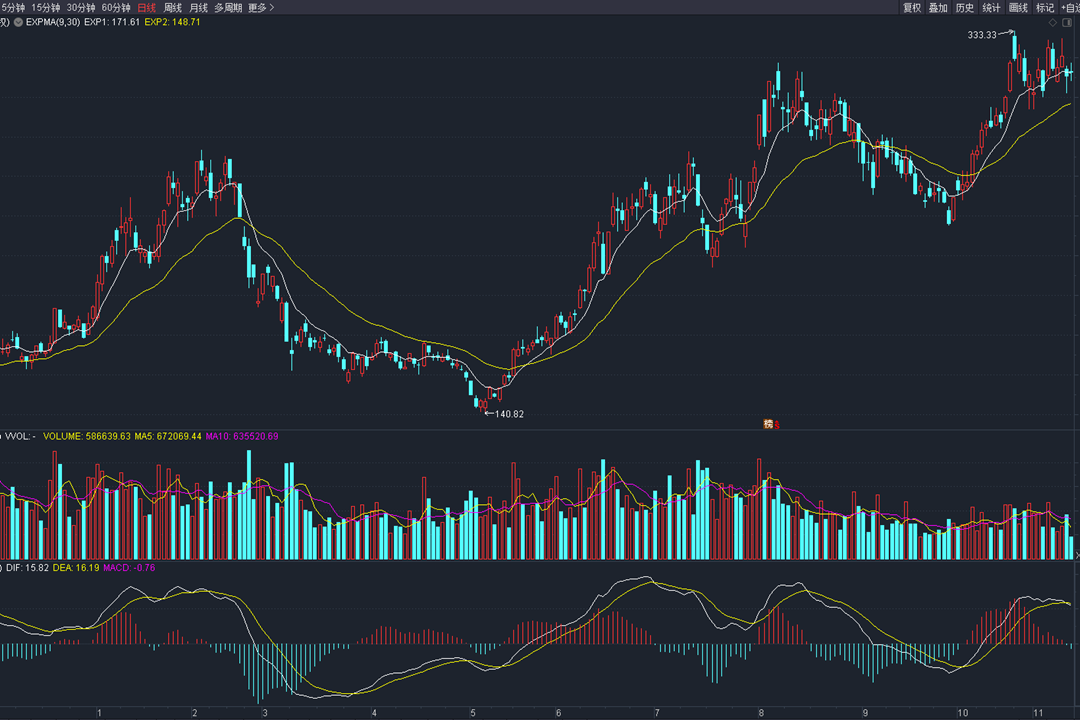 5分钟 15分钟 30分钟 60分钟 日线 周线 月线 多周期 更多 复权 叠加 历史 统计 画线 标记 +自选
权) EXPMA(9,30) EXP1: 171.61 EXP2: 148.71
333.33
140.82
榜 $
VVOL: - VOLUME: 586639.63 MA5: 672069.44 MA10: 635520.69
) DIF: 15.82 DEA: 16.19 MACD: -0.76
1 2 3 4 5 6 7 8 9 10 11